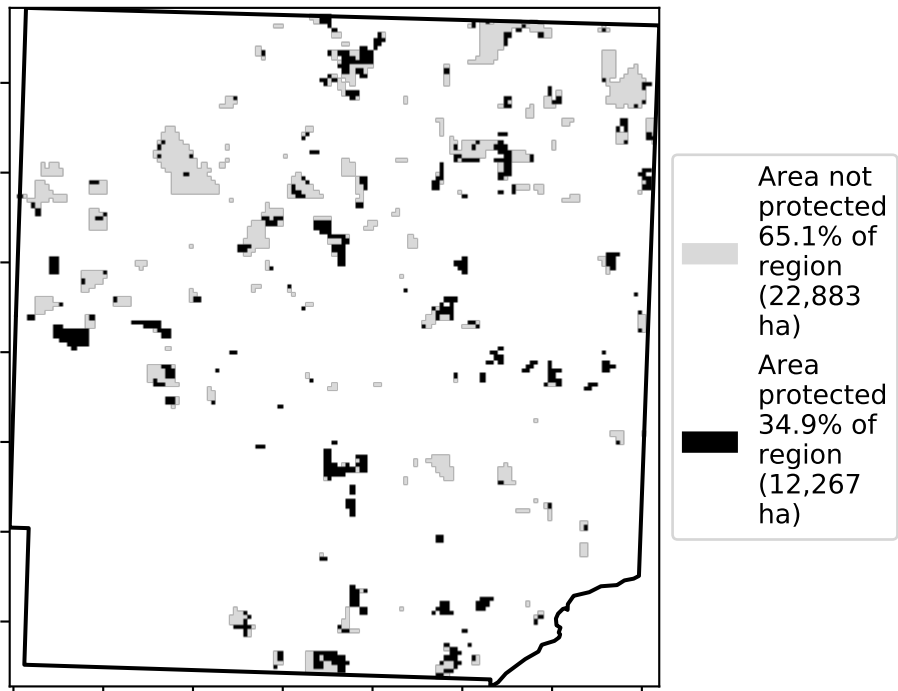 Area not
protected
65.1% of
region
(22,883
ha)
Area
protected
34.9% of
region
(12,267
ha)